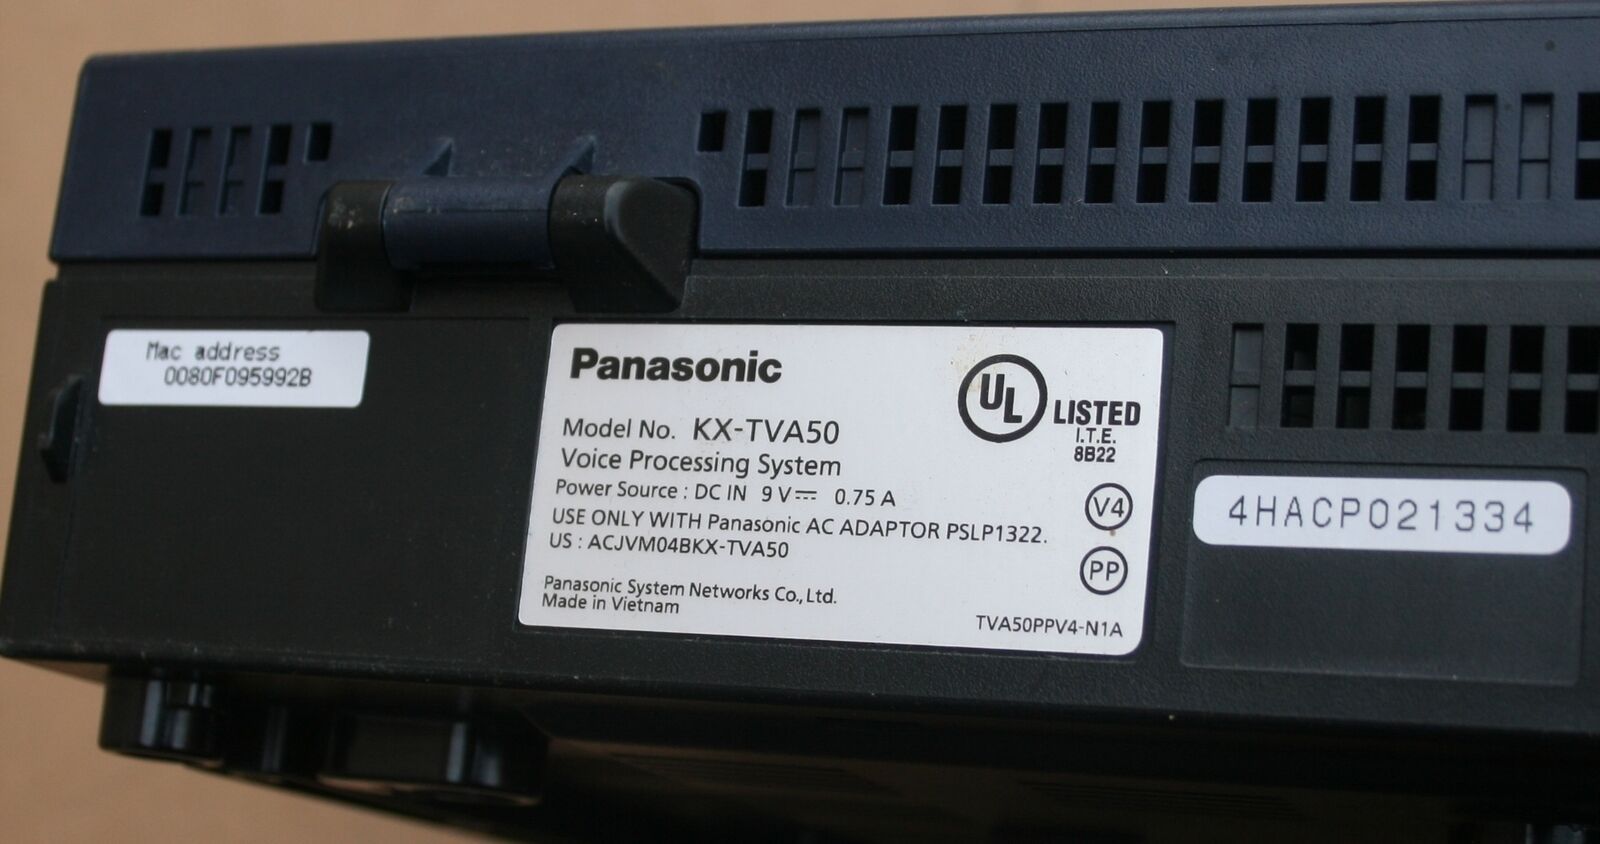 Mac address
0080F095992B
Panasonic
Model No. KX-TVA50
Voice Processing System
Power Source : DC IN 9 V⎓ 0.75 A
USE ONLY WITH Panasonic AC ADAPTOR PSLP1322.
US : ACJVM04BKX-TVA50
Panasonic System Networks Co., Ltd.
Made in Vietnam
UL LISTED
I.T.E.
8B22
V4
PP
TVA50PPV4-N1A
4HACP021334